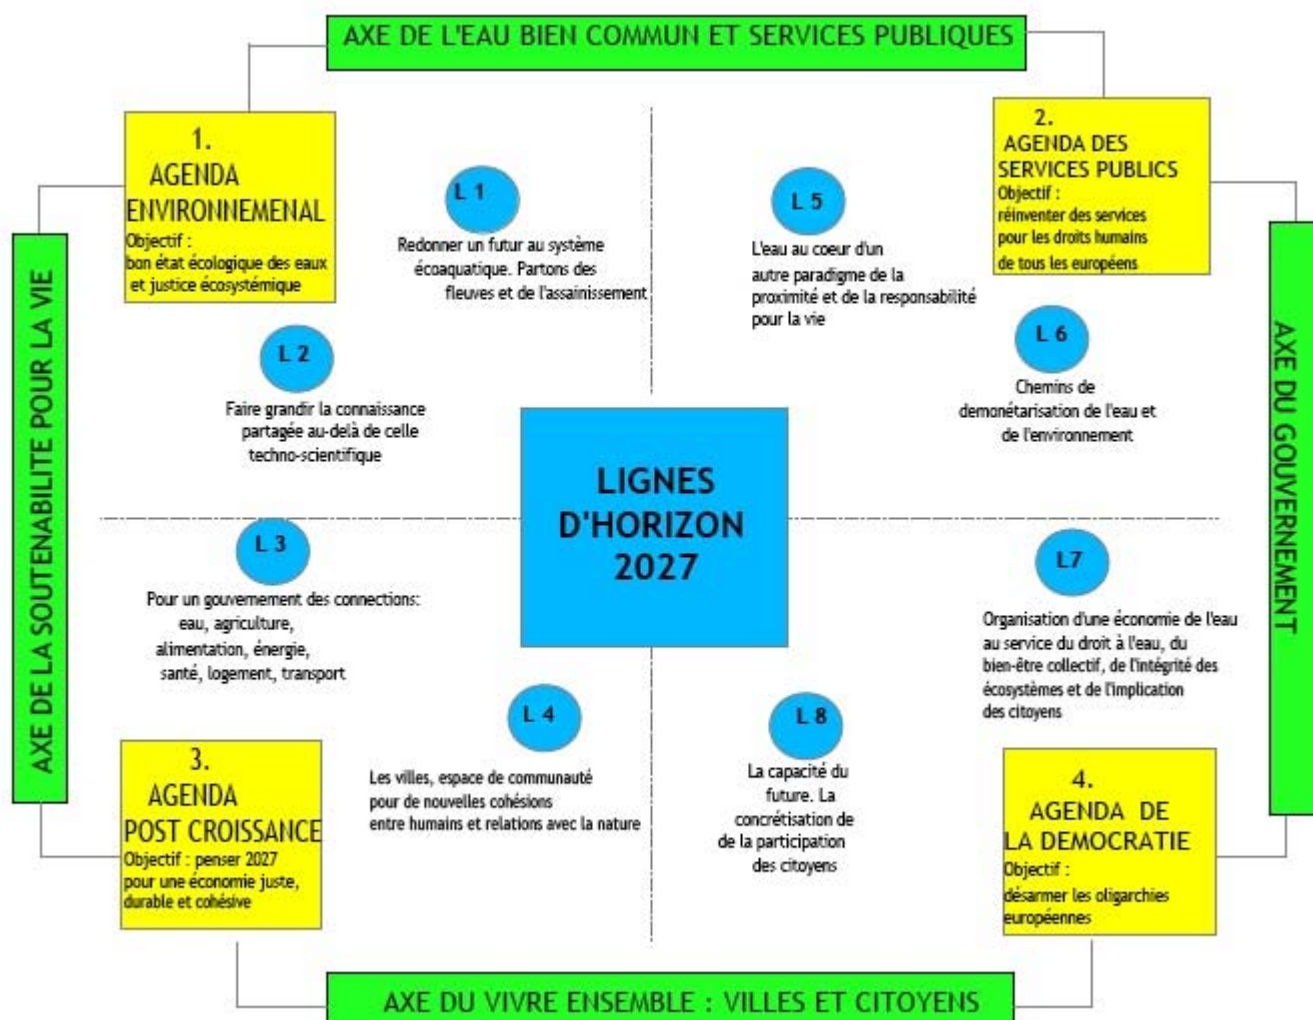 AXE DE L'EAU BIEN COMMUN ET SERVICES PUBLIQUES
1.
AGENDA
ENVIRONNEMENAL
Objectif :
bon état écologique des eaux
et justice écosystémique
L 1
Redonner un futur au système
écoaquatique. Partons des
fleuves et de l'assainissement
L 5
L'eau au coeur d'un
autre paradigme de la
proximité et de la responsabilité
pour la vie
2.
AGENDA DES
SERVICES PUBLICS
Objectif :
réinventer des services
pour les droits humains
de tous les européens
AXE DE LA SOUTENABILITE POUR LA VIE
L 2
Faire grandir la connaissance
partagée au-delà de celle
techno-scientifique
L 6
Chemins de
demonétarisation de l'eau et
de l'environnement
AXE DU GOUVERNEMENT
LIGNES
D'HORIZON
2027
L 3
Pour un gouvernement des connections:
eau, agriculture,
alimentation, énergie,
santé, logement, transport
L7
Organisation d'une économie de l'eau
au service du droit à l'eau, du
bien-être collectif, de l'intégrité des
écosystèmes et de l'implication
des citoyens
L 4
Les villes, espace de communauté
pour de nouvelles cohésions
entre humains et relations avec la nature
L 8
La capacité du
future. La
concrétisation de
de la participation
des citoyens
3.
AGENDA
POST CROISSANCE
Objectif : penser 2027
pour une économie juste,
durable et cohésive
4.
AGENDA DE
LA DEMOCRATIE
Objectif :
désarmer les oligarchies
européennes
AXE DU VIVRE ENSEMBLE : VILLES ET CITOYENS